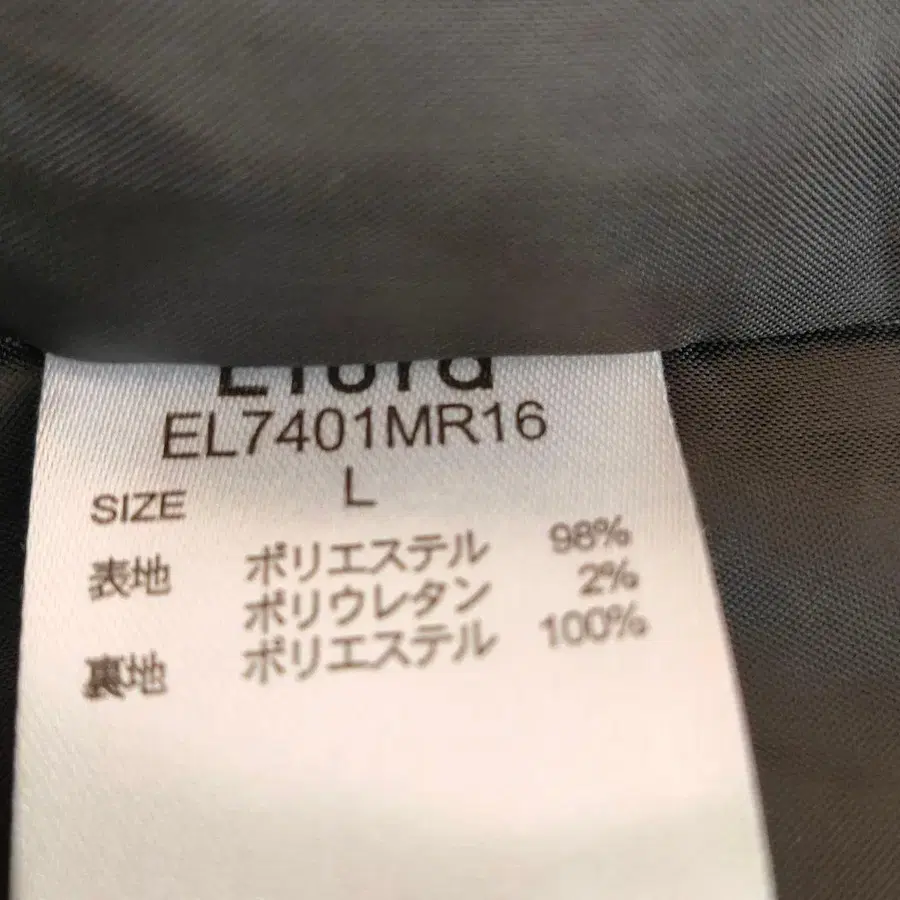 EL7401MR16
SIZE L
表地 ポリエステル 98%
ポリウレタン 2%
裏地 ポリエステル 100%